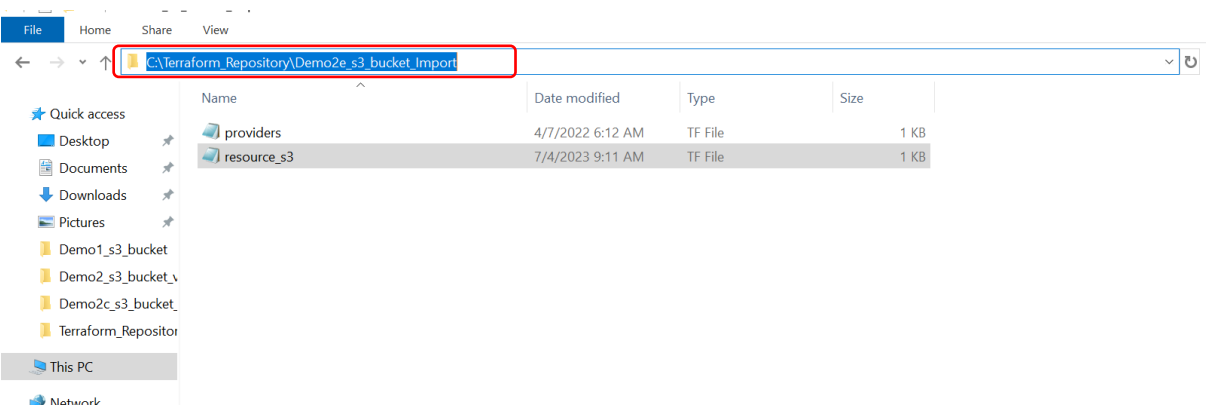 File Home Share View
C:\Terraform_Repository\Demo2e_s3_bucket_Import
Name Date modified Type Size
Quick access
providers 4/7/2022 6:12 AM TF File 1 KB
Desktop
resource_s3 7/4/2023 9:11 AM TF File 1 KB
Documents
Downloads
Pictures
Demo1_s3_bucket
Demo2_s3_bucket_v
Demo2c_s3_bucket_
Terraform_Repositor
This PC
Network